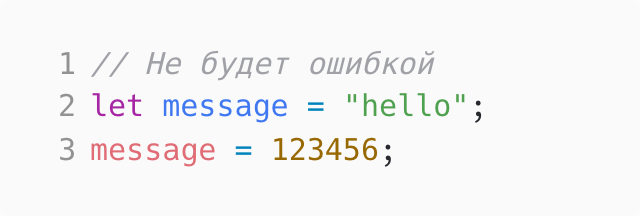 1 // Не будет ошибкой
2 let message = "hello";
3 message = 123456;